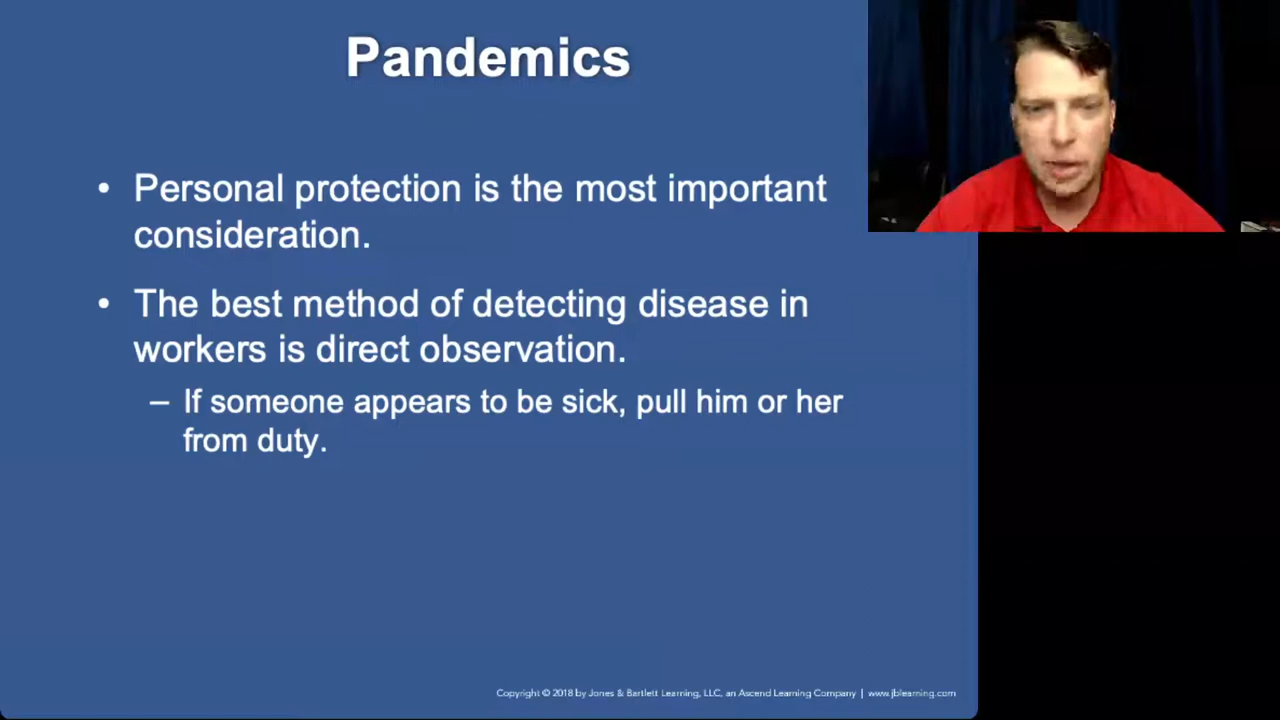 Pandemics
• Personal protection is the most important
consideration.
• The best method of detecting disease in
workers is direct observation.
– If someone appears to be sick, pull him or her
from duty.
Copyright © 2018 by Jones & Bartlett Learning, LLC, an Ascend Learning Company | www.jblearning.com